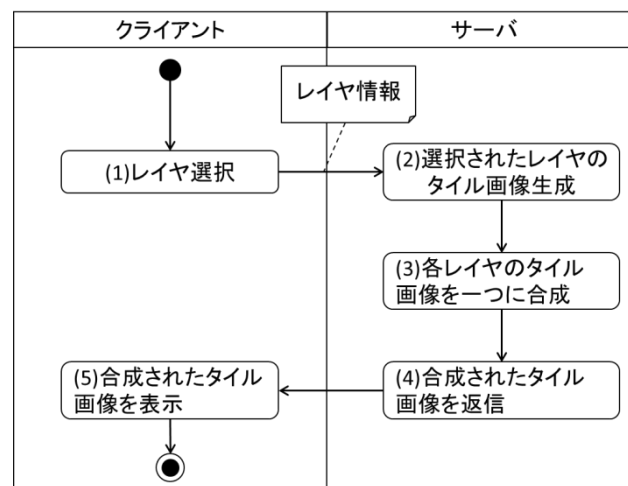 クライアント
サーバ
レイヤ情報
(1)レイヤ選択
(2)選択されたレイヤの
タイル画像生成
(3)各レイヤのタイル
画像を一つに合成
(4)合成されたタイル
画像を返信
(5)合成されたタイル
画像を表示